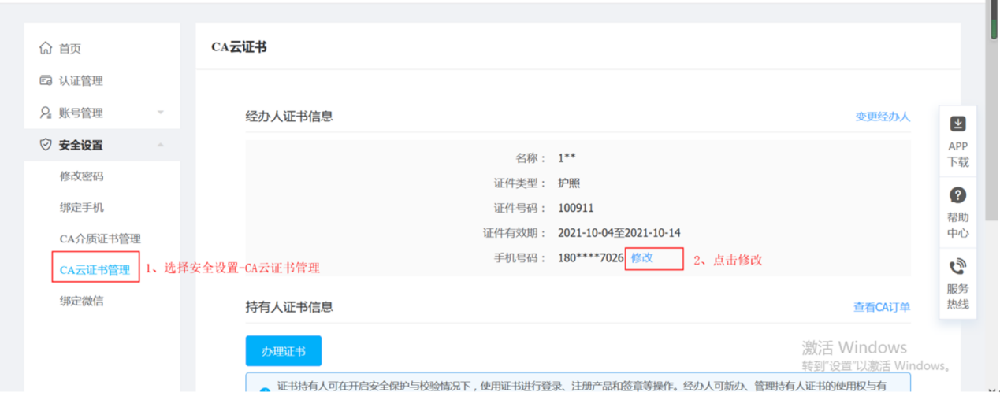 首页
认证管理
账号管理
安全设置
修改密码
绑定手机
CA介质证书管理
CA云证书管理
1、选择安全设置-CA云证书管理
绑定微信
CA云证书
经办人证书信息
变更经办人
名称： 1**
证件类型： 护照
证件号码： 100911
证件有效期： 2021-10-04至2021-10-14
手机号码： 180****7026 修改
2、点击修改
持有人证书信息
查看CA订单
办理证书
证书持有人可在开启安全保护与校验情况下，使用证书进行登录、注册产品和签章等操作。经办人可新办、管理持有人证书的使用权与有
APP
下载
帮助
中心
服务
热线
激活 Windows
转到"设置"以激活 Windows。